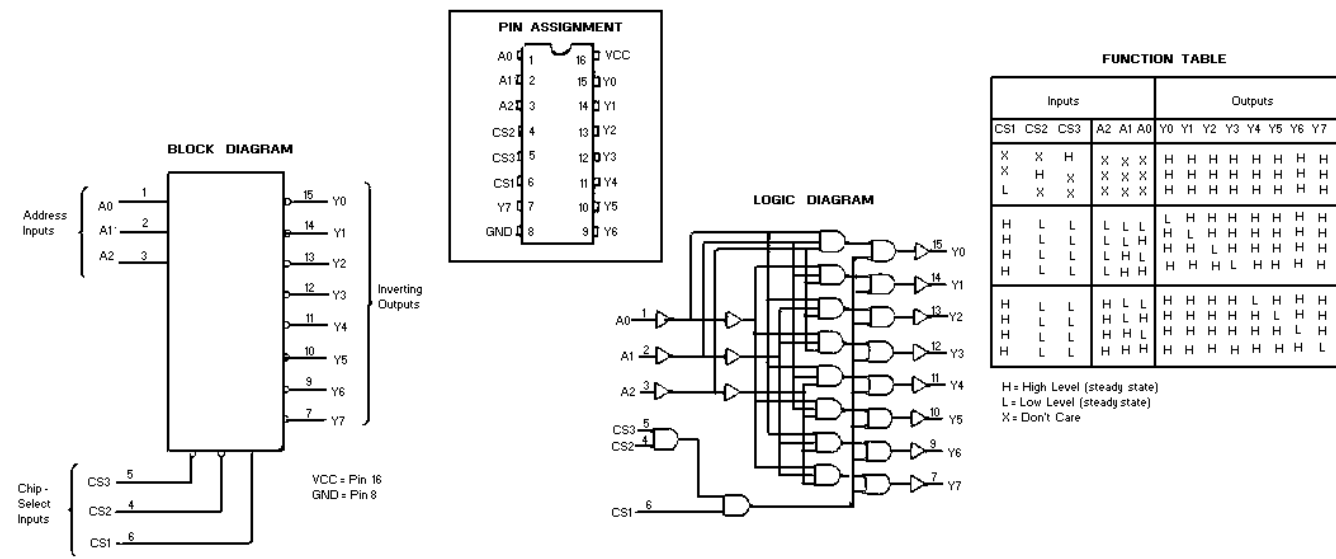 BLOCK DIAGRAM
Address
Inputs
A0 1
A1 2
A2 3
15 Y0
14 Y1
13 Y2
12 Y3
11 Y4
10 Y5
9 Y6
7 Y7
Inverting
Outputs
Chip -
Select
Inputs
CS3 5
CS2 4
CS1 6
VCC = Pin 16
GND = Pin 8
PIN ASSIGNMENT
A0 1 16 VCC
A1 2 15 Y0
A2 3 14 Y1
CS2 4 13 Y2
CS3 5 12 Y3
CS1 6 11 Y4
Y7 7 10 Y5
GND 8 9 Y6
LOGIC DIAGRAM
A0 1
A1 2
A2 3
CS3 5
CS2 4
CS1 6
15 Y0
14 Y1
13 Y2
12 Y3
11 Y4
10 Y5
9 Y6
7 Y7
FUNCTION TABLE
Inputs Outputs
CS1 CS2 CS3 A2 A1 A0 Y0 Y1 Y2 Y3 Y4 Y5 Y6 Y7
X X H X X X H H H H H H H H
X H X X X X H H H H H H H H
L X X X X X H H H H H H H H
H L L L L L L H H H H H H H
H L L L L H H L H H H H H H
H L L L H L H H L H H H H H
H L L L H H H H H L H H H H
H L L H L L H H H H L H H H
H L L H L H H H H H H L H H
H L L H H L H H H H H H L H
H L L H H H H H H H H H H L
H = High Level (steady state)
L = Low Level (steady state)
X = Don't Care